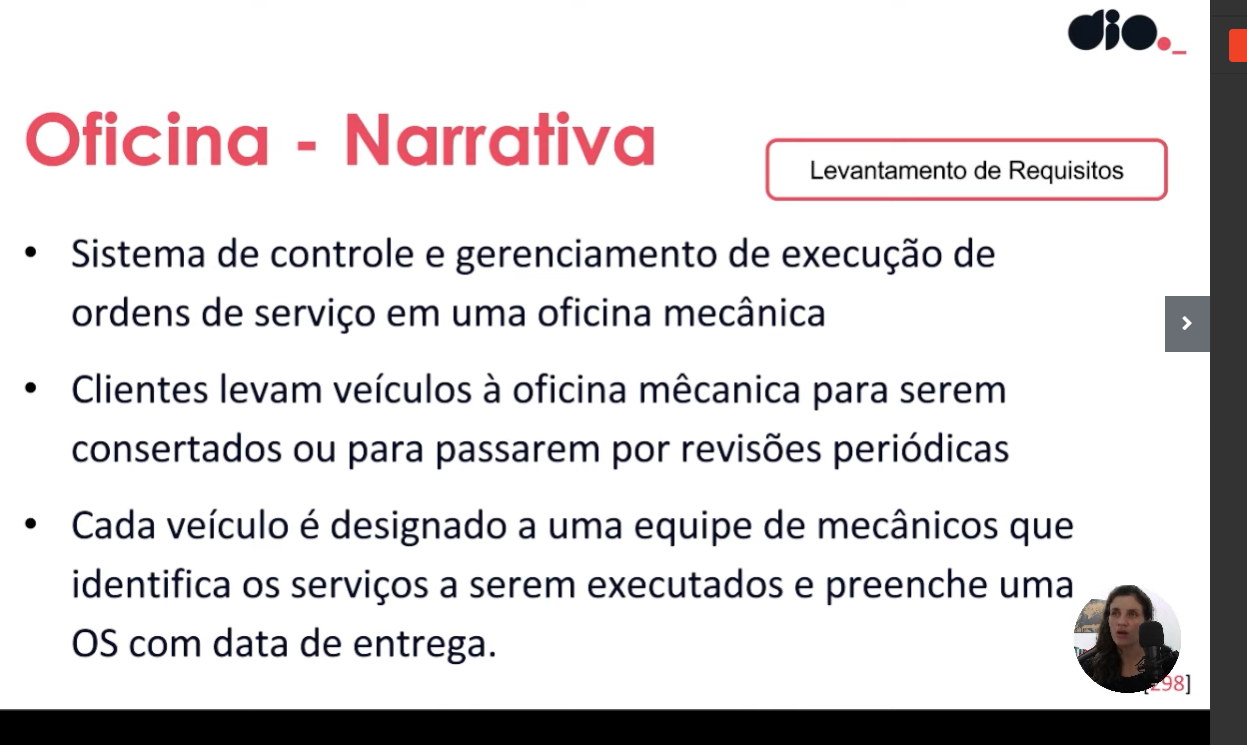 dio._
Oficina - Narrativa
Levantamento de Requisitos
• Sistema de controle e gerenciamento de execução de
ordens de serviço em uma oficina mecânica
• Clientes levam veículos à oficina mêcanica para serem
consertados ou para passarem por revisões periódicas
• Cada veículo é designado a uma equipe de mecânicos que
identifica os serviços a serem executados e preenche uma
OS com data de entrega.